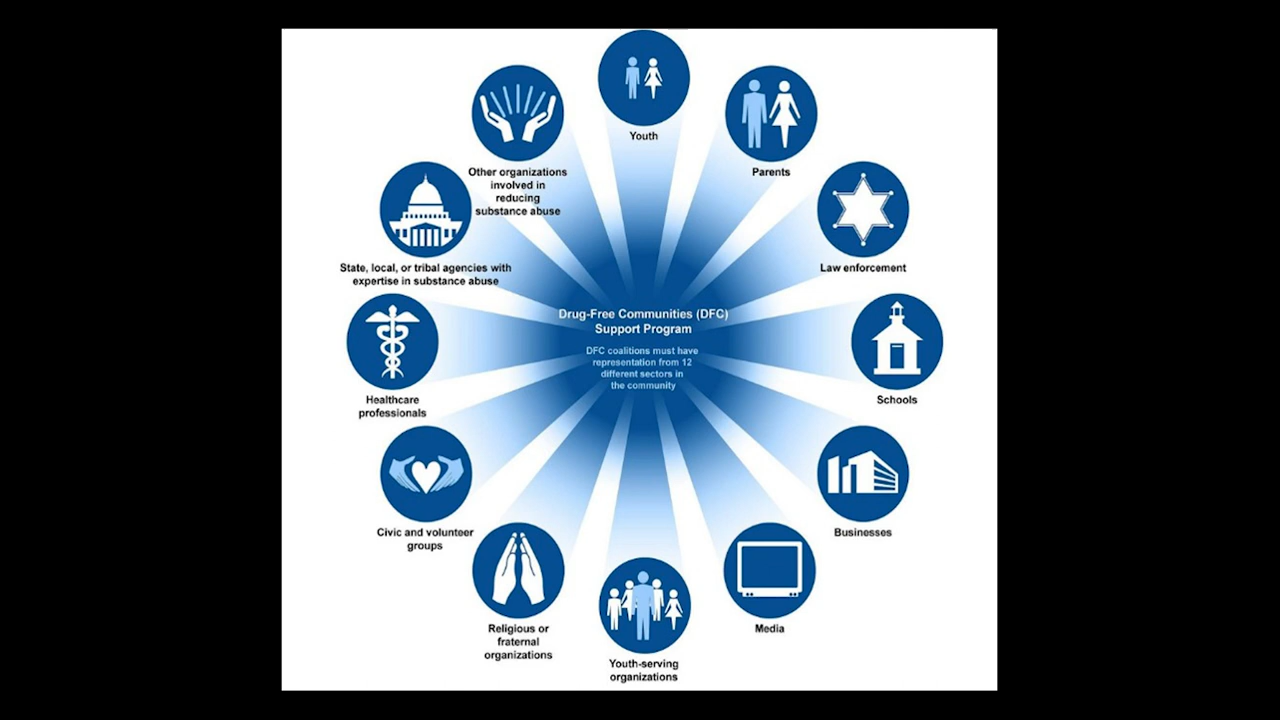 Youth
Parents
Law enforcement
Schools
Businesses
Media
Youth-serving
organizations
Religious or
fraternal
organizations
Civic and volunteer
groups
Healthcare
professionals
State, local, or tribal agencies with
expertise in substance abuse
Other organizations
involved in
reducing
substance abuse
Drug-Free Communities (DFC)
Support Program
DFC coalitions must have
representation from 12
different sectors in
the community